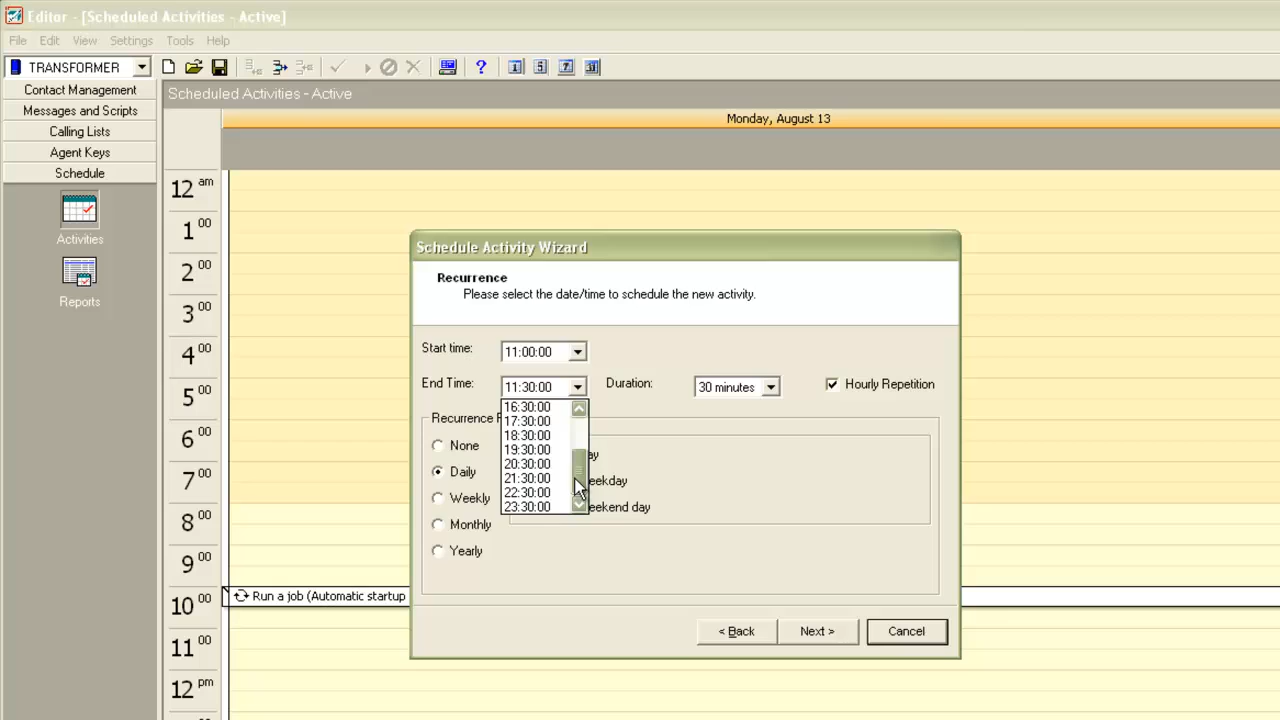 Editor - [Scheduled Activities - Active]
File Edit View Settings Tools Help
TRANSFORMER
Contact Management
Messages and Scripts
Calling Lists
Agent Keys
Schedule
Activities
Reports
Scheduled Activities - Active
Monday, August 13
12 am
1 00
2 00
3 00
4 00
5 00
6 00
7 00
8 00
9 00
10 00
Run a job (Automatic startup
11 00
12 pm
Schedule Activity Wizard
Recurrence
Please select the date/time to schedule the new activity.
Start time: 11:00:00
End Time: 11:30:00 Duration: 30 minutes Hourly Repetition
16:30:00
17:30:00
18:30:00
19:30:00
20:30:00
21:30:00
22:30:00
23:30:00
Recurrence
None
Daily
Weekly
Monthly
Yearly
ay
eekday
eekend day
< Back Next > Cancel